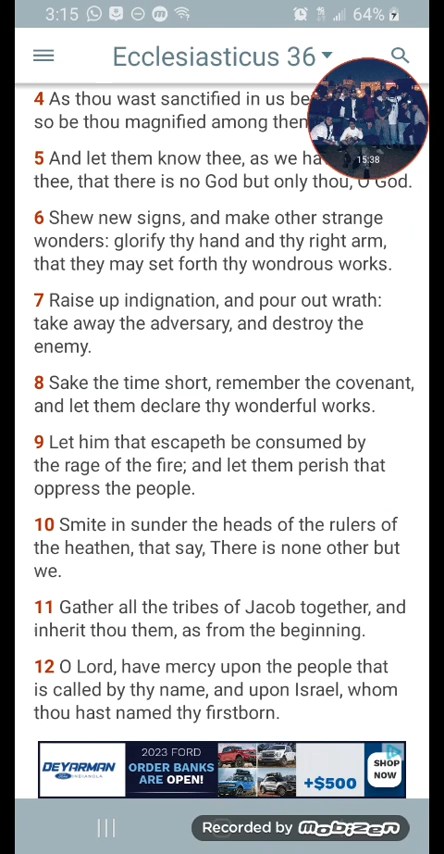 3:15 64%
Ecclesiasticus 36
4 As thou wast sanctified in us be
so be thou magnified among them
15:38
5 And let them know thee, as we ha
thee, that there is no God but only thou, O God.
6 Shew new signs, and make other strange
wonders: glorify thy hand and thy right arm,
that they may set forth thy wondrous works.
7 Raise up indignation, and pour out wrath:
take away the adversary, and destroy the
enemy.
8 Sake the time short, remember the covenant,
and let them declare thy wonderful works.
9 Let him that escapeth be consumed by
the rage of the fire; and let them perish that
oppress the people.
10 Smite in sunder the heads of the rulers of
the heathen, that say, There is none other but
we.
11 Gather all the tribes of Jacob together, and
inherit thou them, as from the beginning.
12 O Lord, have mercy upon the people that
is called by thy name, and upon Israel, whom
thou hast named thy firstborn.
DEYARMAN
Ford INDIANOLA
2023 FORD
ORDER BANKS
ARE OPEN!
+$500
SHOP
NOW
Recorded by Mobizen